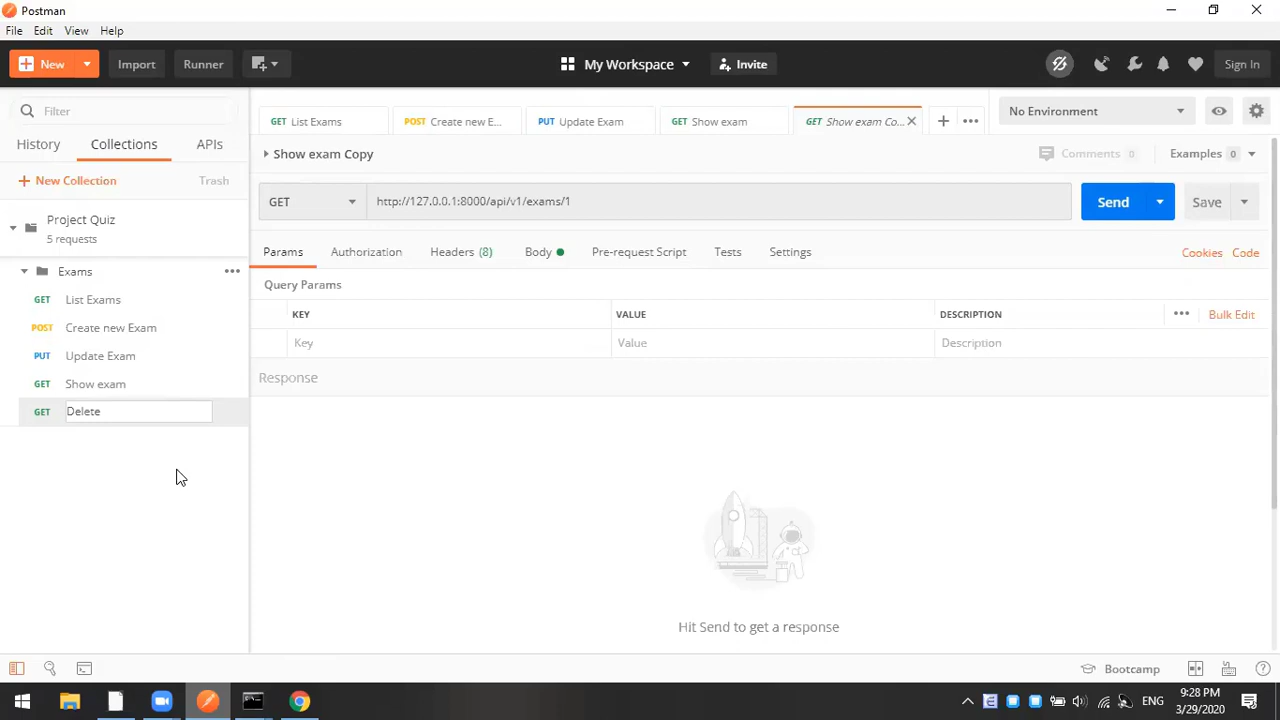 Postman
File Edit View Help
New Import Runner My Workspace Invite Sign In
Filter
History Collections APIs
New Collection Trash
Project Quiz
5 requests
Exams
GET List Exams
POST Create new Exam
PUT Update Exam
GET Show exam
GET Delete
GET List Exams POST Create new E... PUT Update Exam GET Show exam GET Show exam Co... No Environment
Show exam Copy Comments 0 Examples 0
GET http://127.0.0.1:8000/api/v1/exams/1 Send Save
Params Authorization Headers (8) Body Pre-request Script Tests Settings Cookies Code
Query Params
KEY VALUE DESCRIPTION Bulk Edit
Key Value Description
Response
Hit Send to get a response
Bootcamp
ENG 9:28 PM
3/29/2020